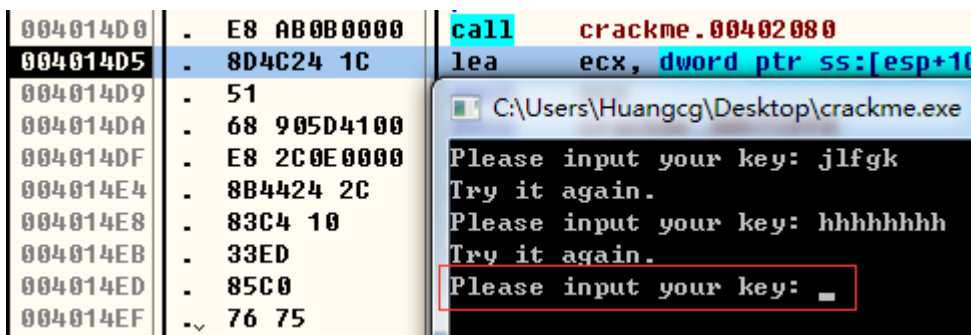 004014D0 . E8 AB0B0000 call crackme.00402080
004014D5 . 8D4C24 1C lea ecx, dword ptr ss:[esp+10
004014D9 . 51
004014DA . 68 905D4100
004014DF . E8 2C0E0000
004014E4 . 8B4424 2C
004014E8 . 83C4 10
004014EB . 33ED
004014ED . 85C0
004014EF .⌄ 76 75
C:\Users\Huangcg\Desktop\crackme.exe
Please input your key: jlfgk
Try it again.
Please input your key: hhhhhhhh
Try it again.
Please input your key: _